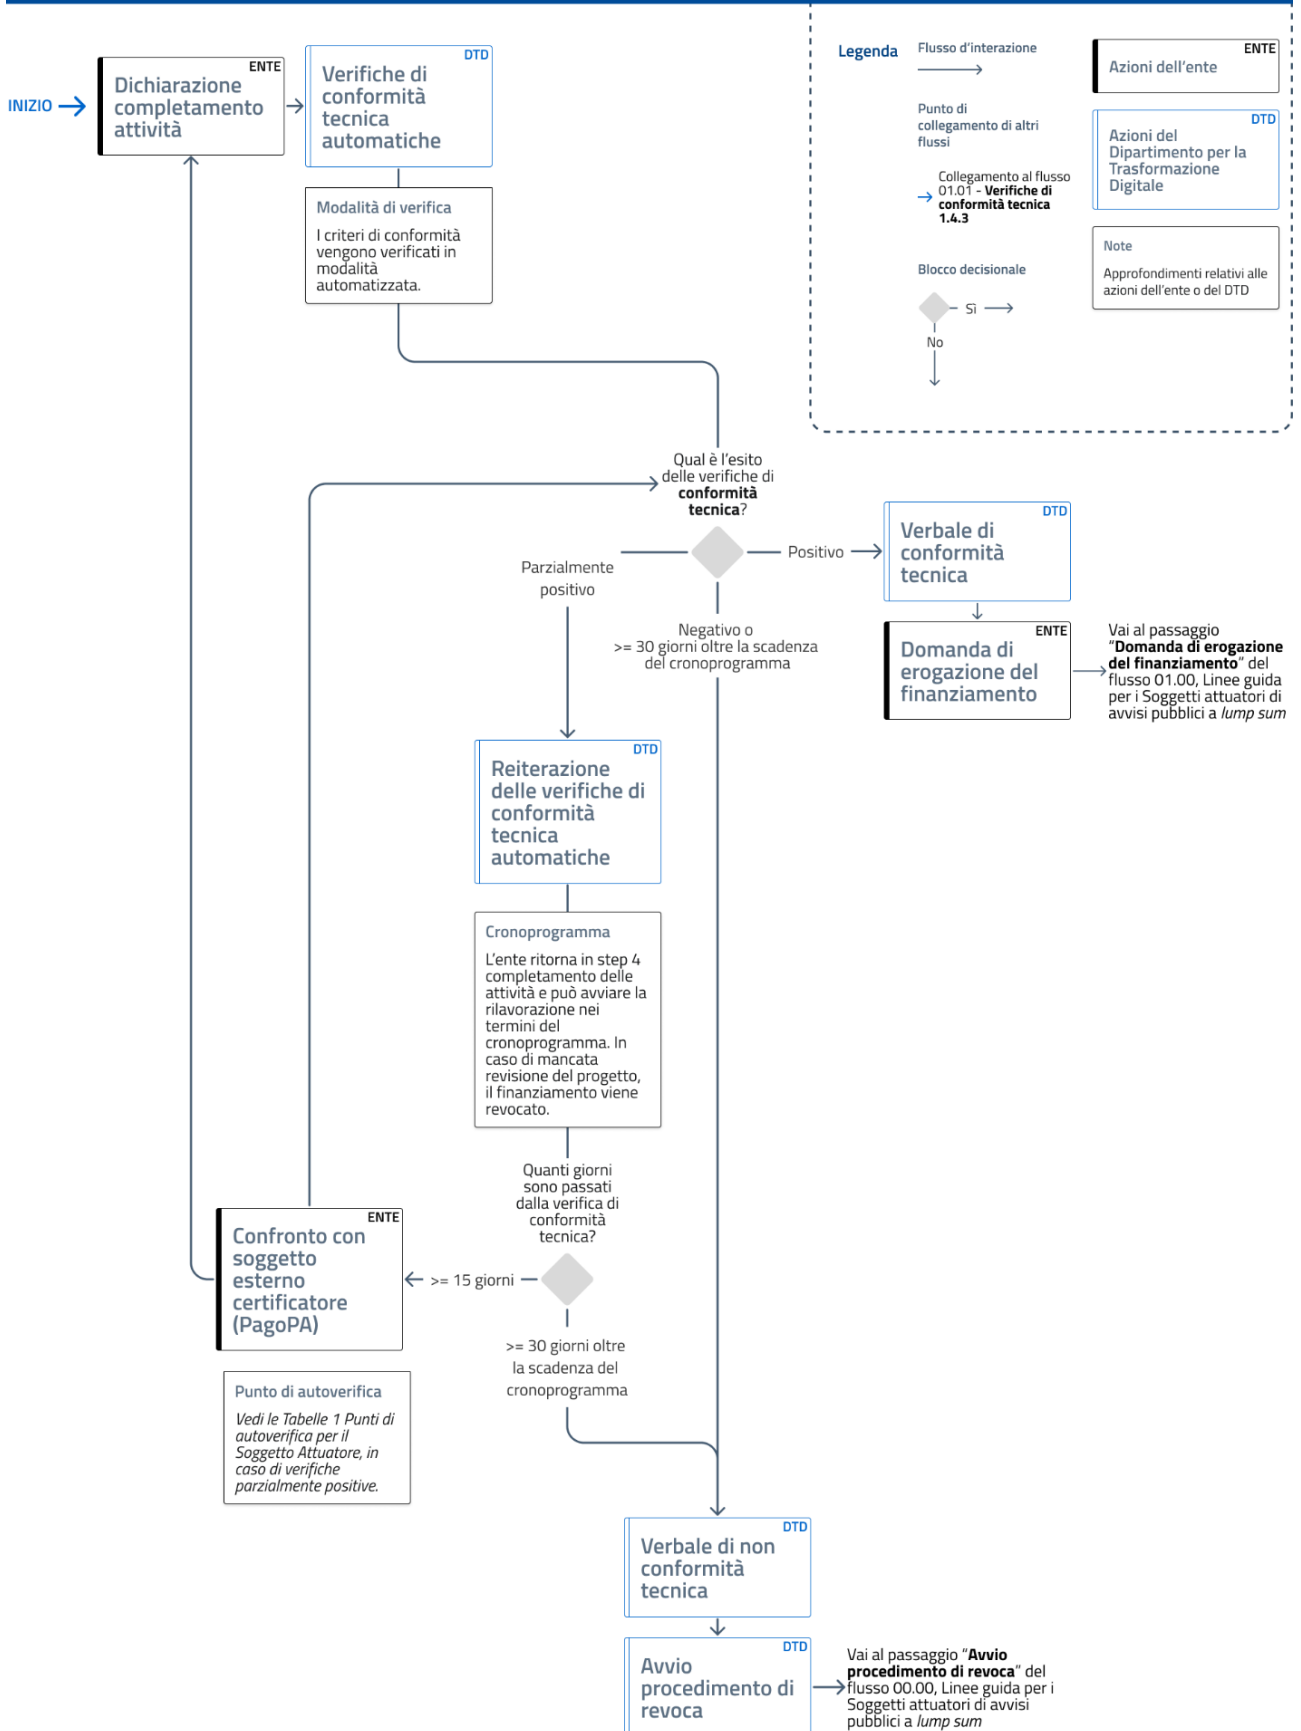 INIZIO
ENTE
Dichiarazione
completamento
attività
DTD
Verifiche di
conformità
tecnica
automatiche
Modalità di verifica
I criteri di conformità
vengono verificati in
modalità
automatizzata.
Legenda
Flusso d'interazione
Punto di
collegamento di altri
flussi
Collegamento al flusso
01.01 - Verifiche di
conformità tecnica
1.4.3
Blocco decisionale
Sì
No
ENTE
Azioni dell'ente
DTD
Azioni del
Dipartimento per la
Trasformazione
Digitale
Note
Approfondimenti relativi alle
azioni dell'ente o del DTD
Qual è l'esito
delle verifiche di
conformità
tecnica?
Positivo
DTD
Verbale di
conformità
tecnica
ENTE
Domanda di
erogazione del
finanziamento
Vai al passaggio
"Domanda di erogazione
del finanziamento" del
flusso 01.00, Linee guida
per i Soggetti attuatori di
avvisi pubblici a lump sum
Parzialmente
positivo
Negativo o
>= 30 giorni oltre la scadenza
del cronoprogramma
DTD
Reiterazione
delle verifiche di
conformità
tecnica
automatiche
Cronoprogramma
L'ente ritorna in step 4
completamento delle
attività e può avviare la
rilavorazione nei
termini del
cronoprogramma. In
caso di mancata
revisione del progetto,
il finanziamento viene
revocato.
Quanti giorni
sono passati
dalla verifica di
conformità
tecnica?
>= 15 giorni
ENTE
Confronto con
soggetto
esterno
certificatore
(PagoPA)
Punto di autoverifica
Vedi le Tabelle 1 Punti di
autoverifica per il
Soggetto Attuatore, in
caso di verifiche
parzialmente positive.
>= 30 giorni oltre
la scadenza del
cronoprogramma
DTD
Verbale di non
conformità
tecnica
DTD
Avvio
procedimento di
revoca
Vai al passaggio "Avvio
procedimento di revoca" del
flusso 00.00, Linee guida per i
Soggetti attuatori di avvisi
pubblici a lump sum